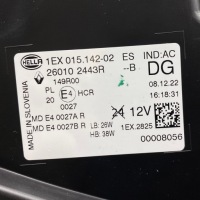 HELLA 1EX 015.142-02 ES IND:AC
26010 2443R --B DG
149R00
MADE IN SLOVENIA
PL E4 HCR 08.12.22
20 16:18:31
0027
MD E4 0027A R 24 12V
MD E4 0027B R LB: 26W 1EX.2825
HB: 38W
00008056